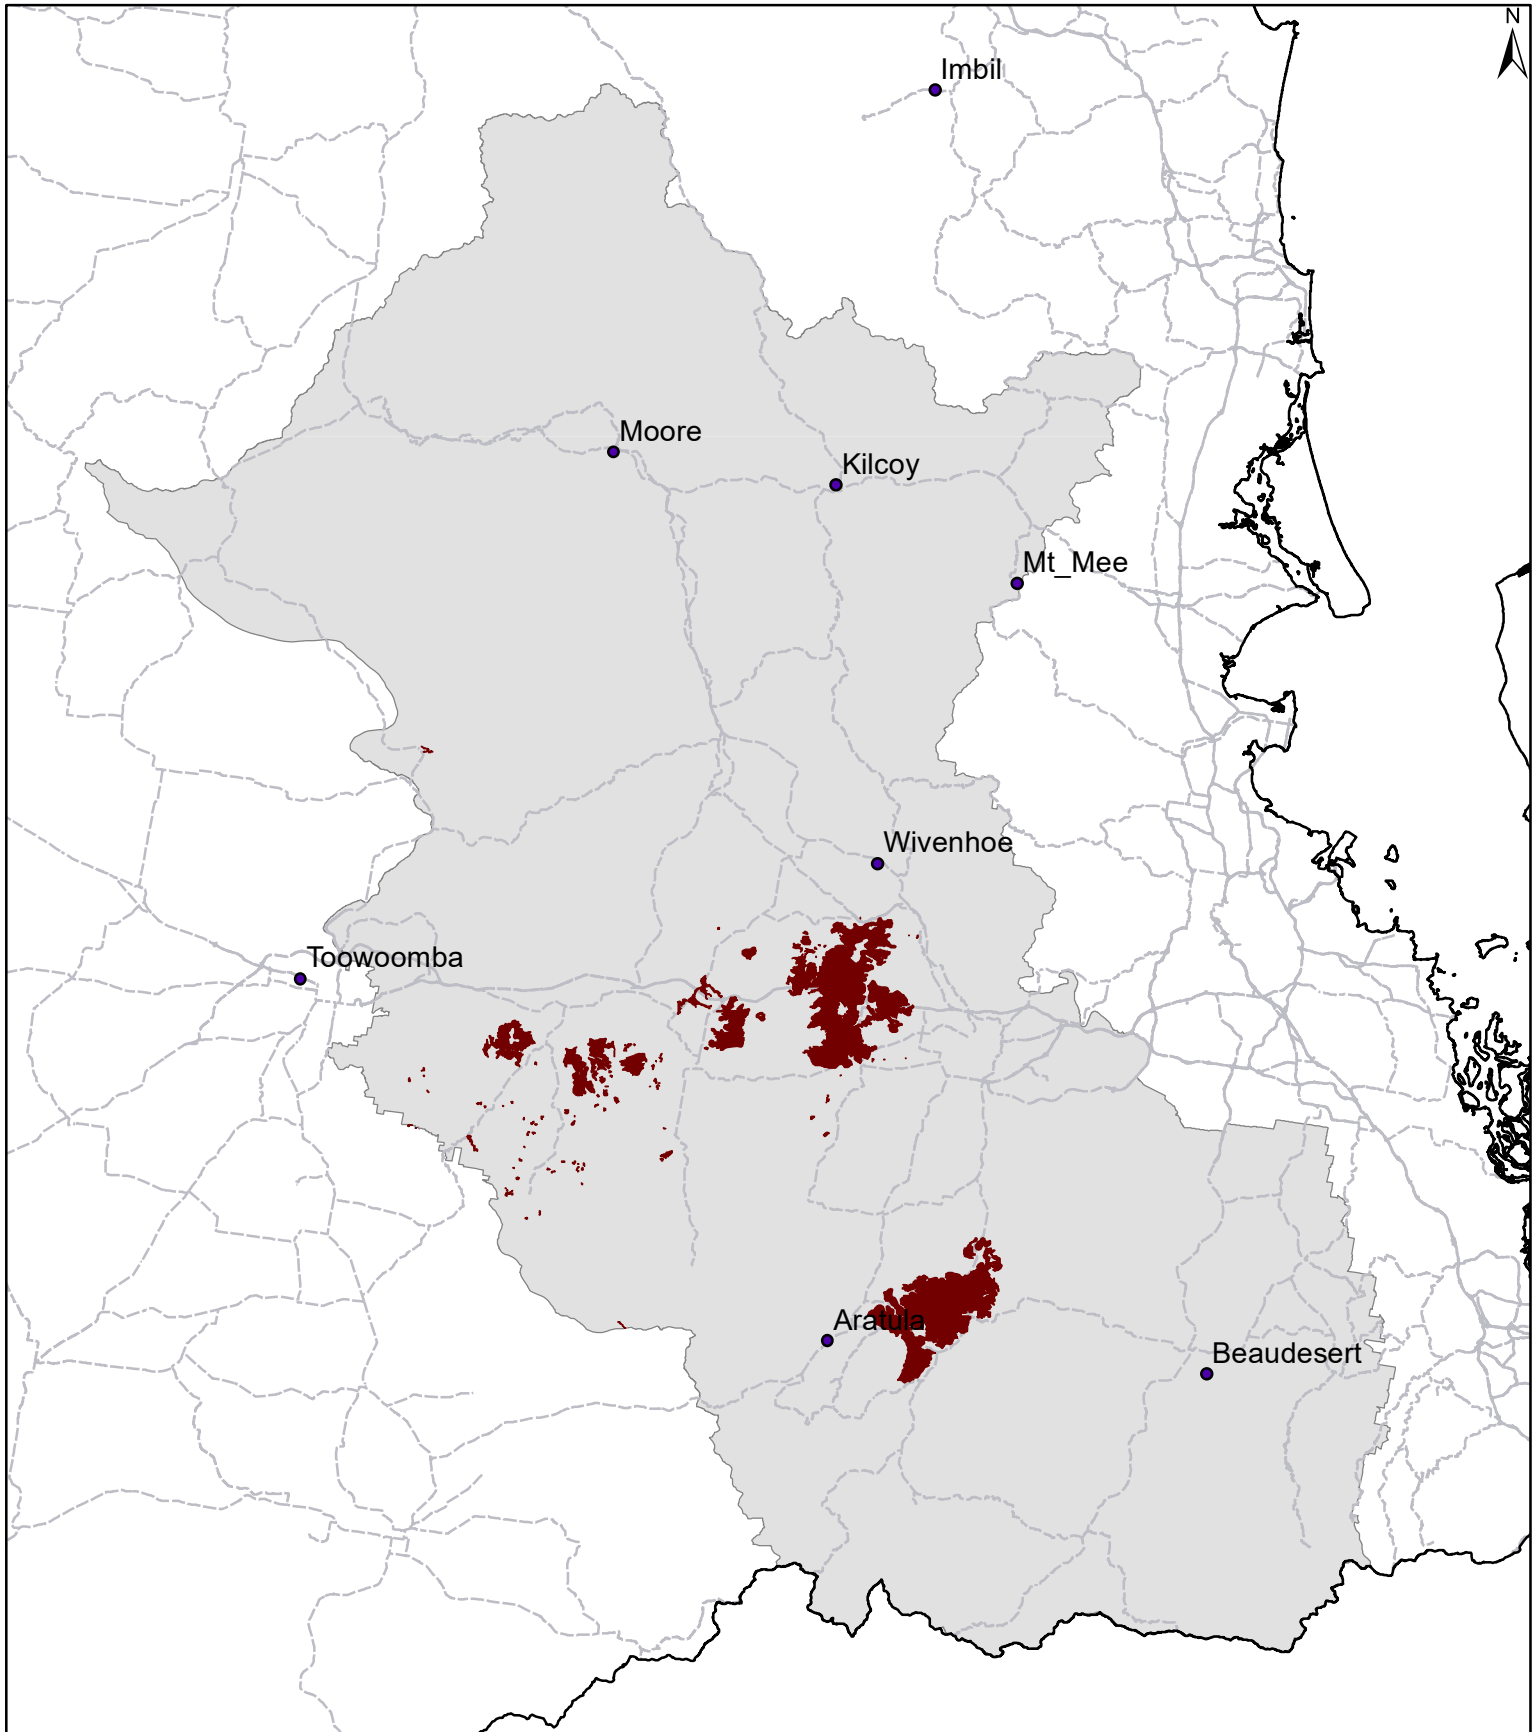 N
Imbil
Moore
Kilcoy
Mt_Mee
Wivenhoe
Toowoomba
Aratula
Beaudesert